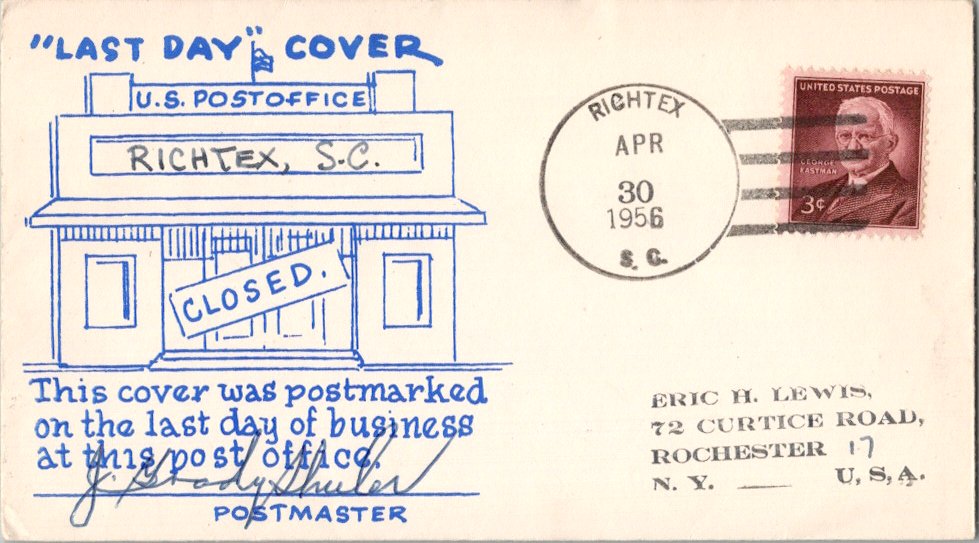 "LAST DAY" COVER
U.S. POSTOFFICE
RICHTEX, S.C.
CLOSED.
This cover was postmarked
on the last day of business
at this post office.
J. Grady Shuler
POSTMASTER
RICHTEX
APR
30
1956
S. C.
UNITED STATES POSTAGE
GEORGE
EASTMAN
3¢
ERIC H. LEWIS,
72 CURTICE ROAD,
ROCHESTER 17
N. Y. ___ U, S, A.